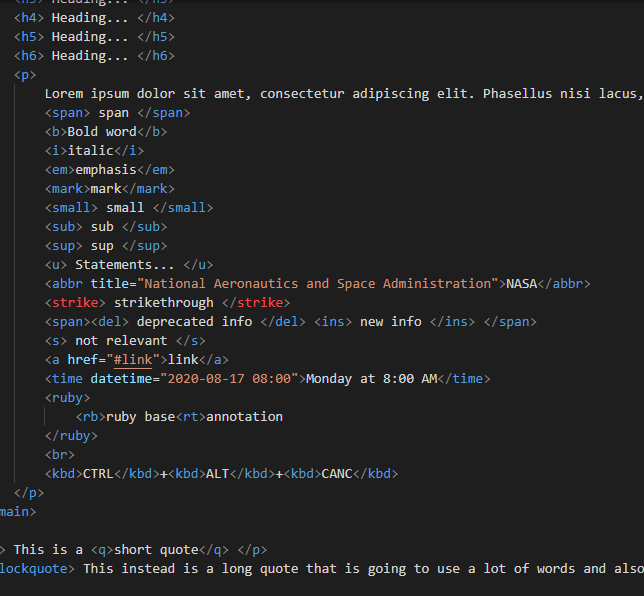 <h5> Heading... </h5>
<h4> Heading... </h4>
<h5> Heading... </h5>
<h6> Heading... </h6>
<p>
Lorem ipsum dolor sit amet, consectetur adipiscing elit. Phasellus nisi lacus,
<span> span </span>
<b>Bold word</b>
<i>italic</i>
<em>emphasis</em>
<mark>mark</mark>
<small> small </small>
<sub> sub </sub>
<sup> sup </sup>
<u> Statements... </u>
<abbr title="National Aeronautics and Space Administration">NASA</abbr>
<strike> strikethrough </strike>
<span><del> deprecated info </del> <ins> new info </ins> </span>
<s> not relevant </s>
<a href="#link">link</a>
<time datetime="2020-08-17 08:00">Monday at 8:00 AM</time>
<ruby>
<rb>ruby base<rt>annotation
</ruby>
<br>
<kbd>CTRL</kbd>+<kbd>ALT</kbd>+<kbd>CANC</kbd>
</p>
main>
> This is a <q>short quote</q> </p>
lockquote> This instead is a long quote that is going to use a lot of words and also